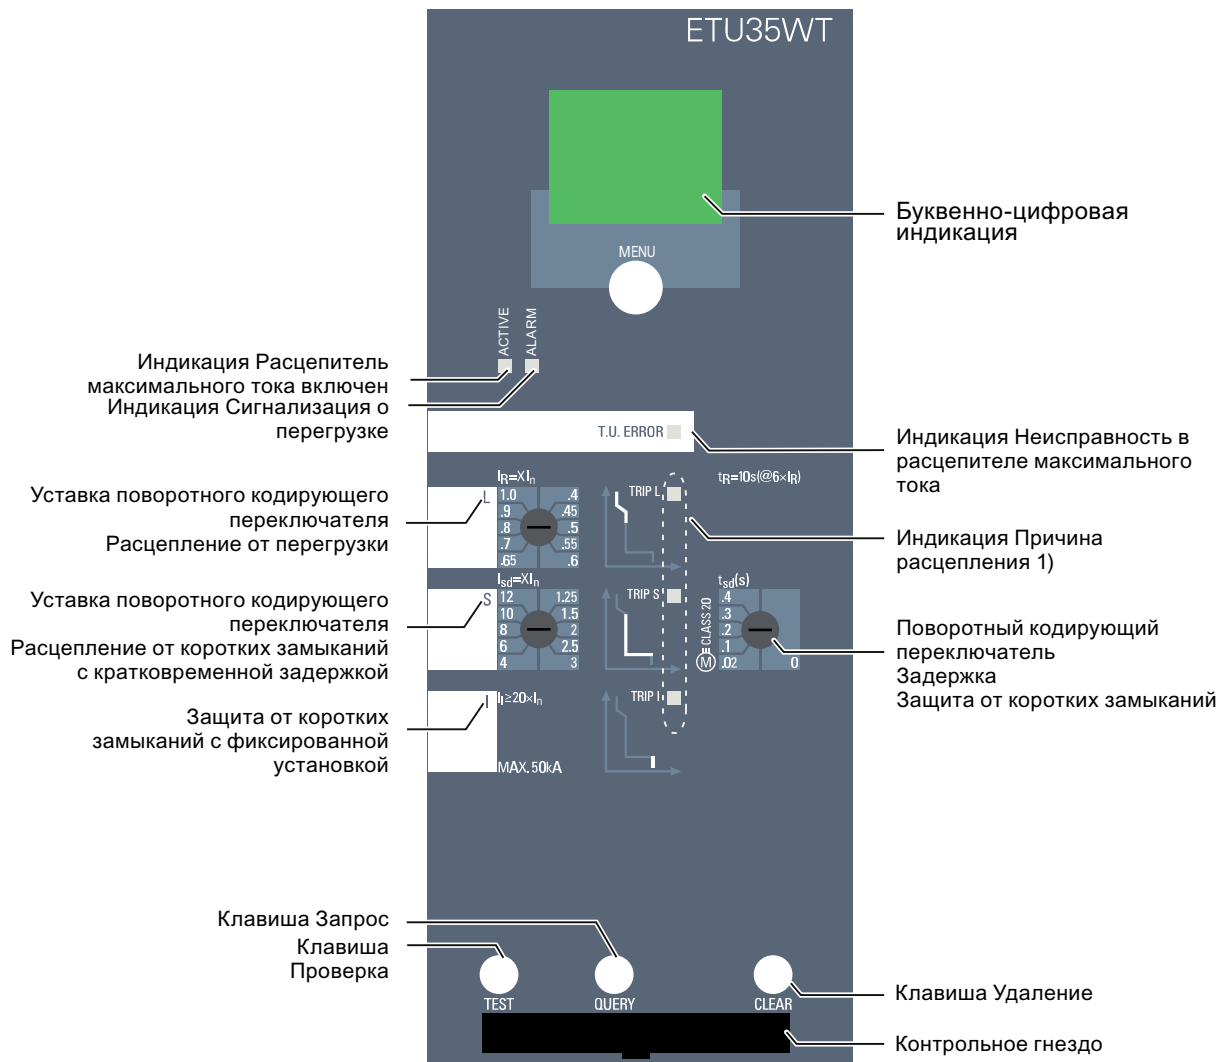 ETU35WT
Буквенно-цифровая
индикация
MENU
ACTIVE
ALARM
Индикация Расцепитель
максимального тока включен
Индикация Сигнализация о
перегрузке
T.U. ERROR
Индикация Неисправность в
расцепителе максимального
тока
Уставка поворотного кодирующего
переключателя
Расцепление от перегрузки
L
IR=XIn
1.0 .4
.9 .45
.8 .5
.7 .55
.65 .6
TRIP L
tR=10s(@6×IR)
Индикация Причина
расцепления 1)
Уставка поворотного кодирующего
переключателя
Расцепление от коротких замыканий
с кратковременной задержкой
S
Isd=XIn
12 1.25
10 1.5
8 2
6 2.5
4 3
TRIP S
tsd(s)
.4
.3
.2
.1
.02 0
M =CLASS 20
Поворотный кодирующий
переключатель
Задержка
Защита от коротких замыканий
Защита от коротких
замыканий с фиксированной
установкой
I
Ii≥20×In
MAX. 50kA
TRIP I
Клавиша Запрос
Клавиша
Проверка
TEST
QUERY
CLEAR
Клавиша Удаление
Контрольное гнездо